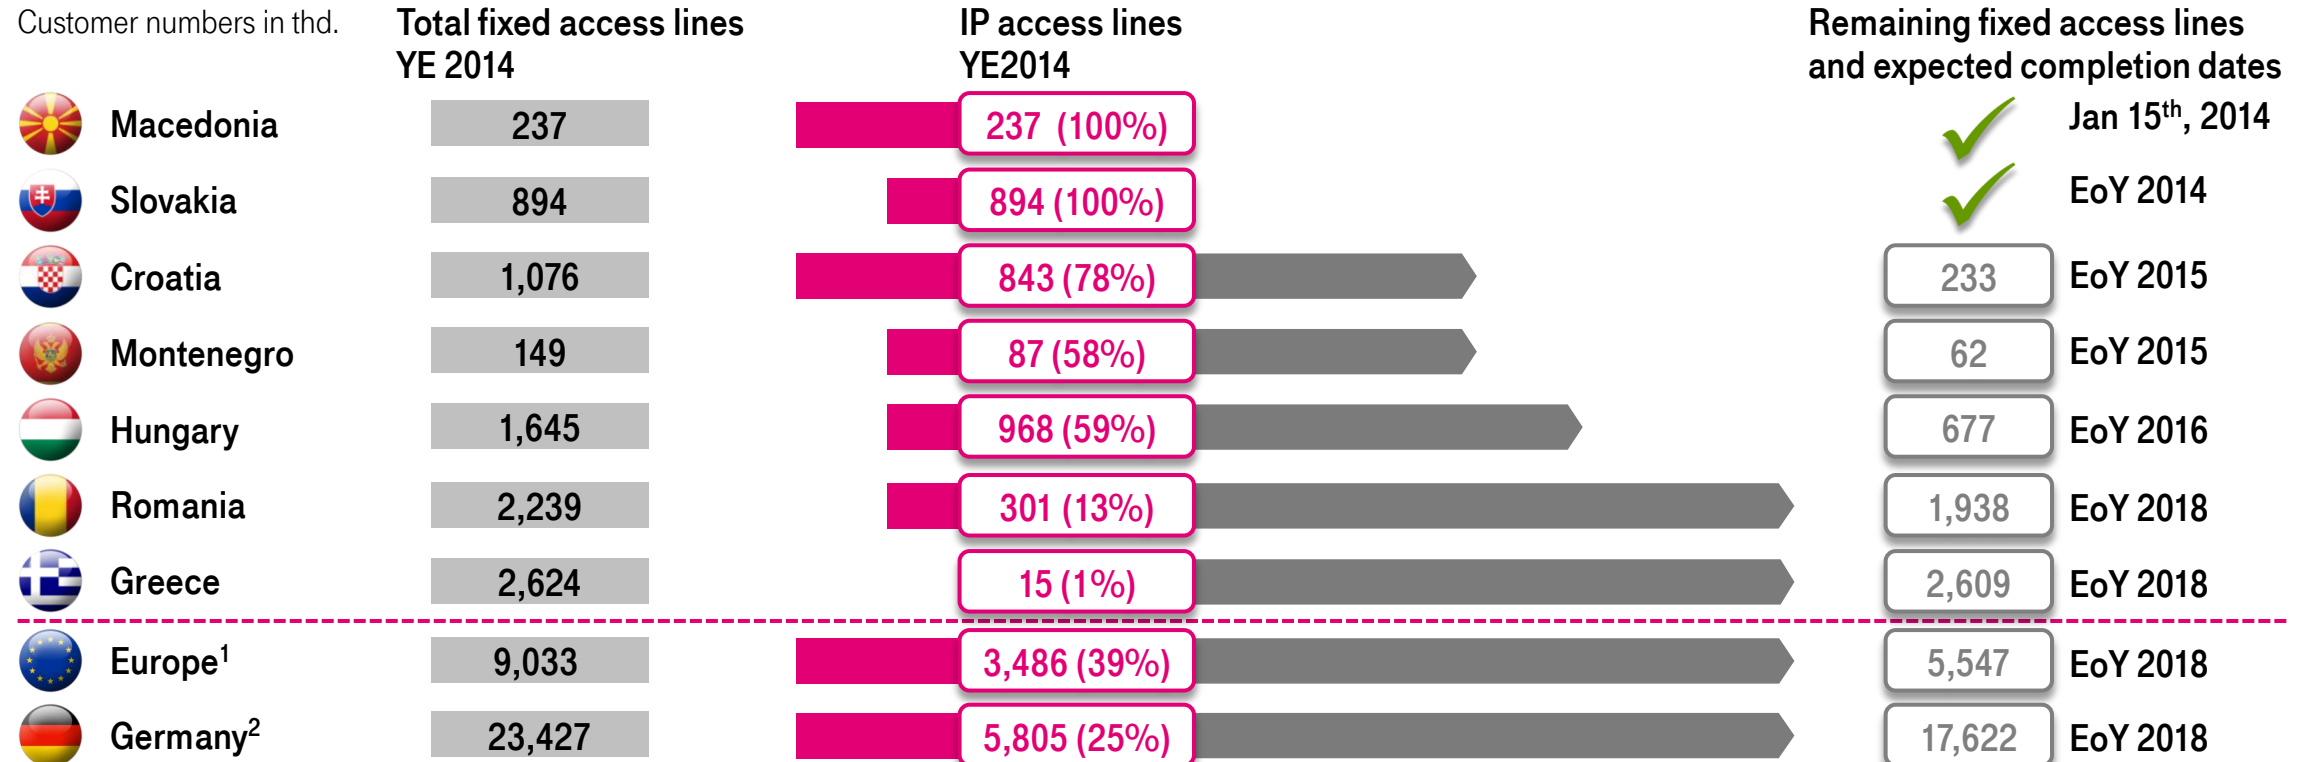 Customer numbers in thd.
Total fixed access lines
YE 2014
IP access lines
YE2014
Remaining fixed access lines
and expected completion dates
Macedonia 237 237 (100%) Jan 15th, 2014
Slovakia 894 894 (100%) EoY 2014
Croatia 1,076 843 (78%) 233 EoY 2015
Montenegro 149 87 (58%) 62 EoY 2015
Hungary 1,645 968 (59%) 677 EoY 2016
Romania 2,239 301 (13%) 1,938 EoY 2018
Greece 2,624 15 (1%) 2,609 EoY 2018
Europe1 9,033 3,486 (39%) 5,547 EoY 2018
Germany2 23,427 5,805 (25%) 17,622 EoY 2018